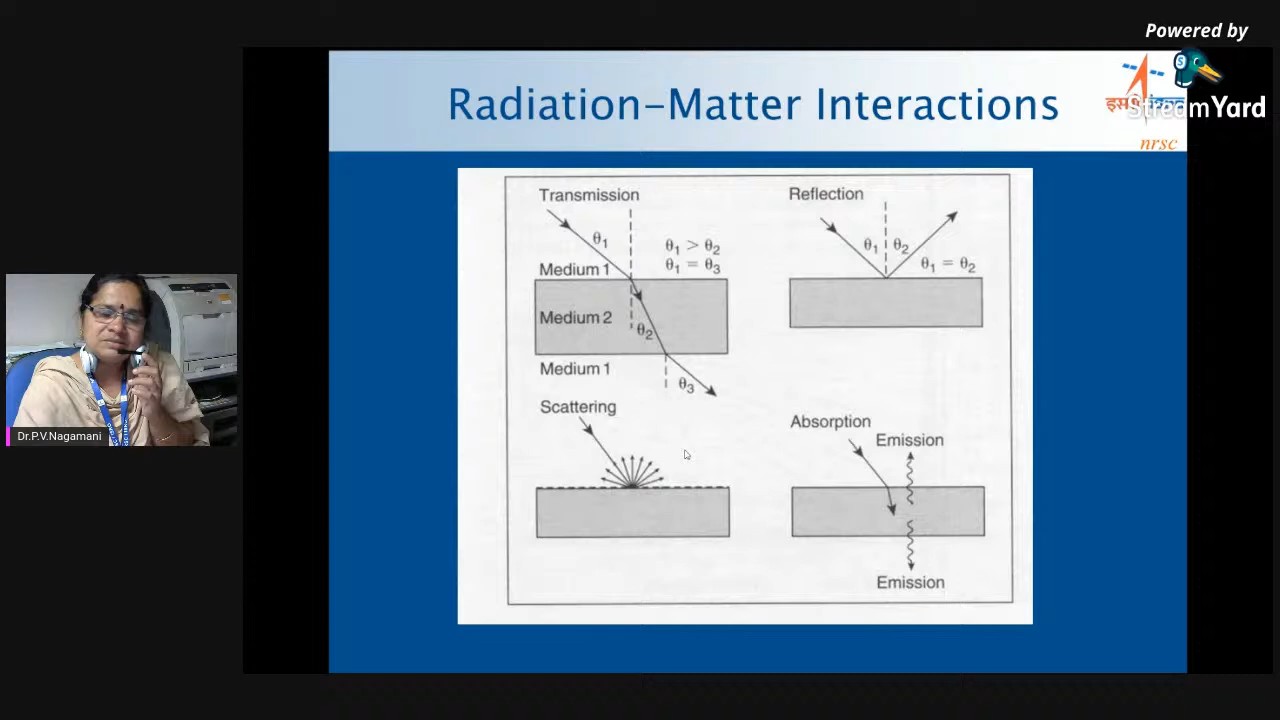 Powered by
StreamYard
Radiation-Matter Interactions
nrsc
Transmission
θ1
θ1 > θ2
θ1 = θ3
Medium 1
Medium 2
θ2
Medium 1
θ3
Reflection
θ1 θ2
θ1 = θ2
Scattering
Absorption
Emission
Emission
Dr.P.V.Nagamani